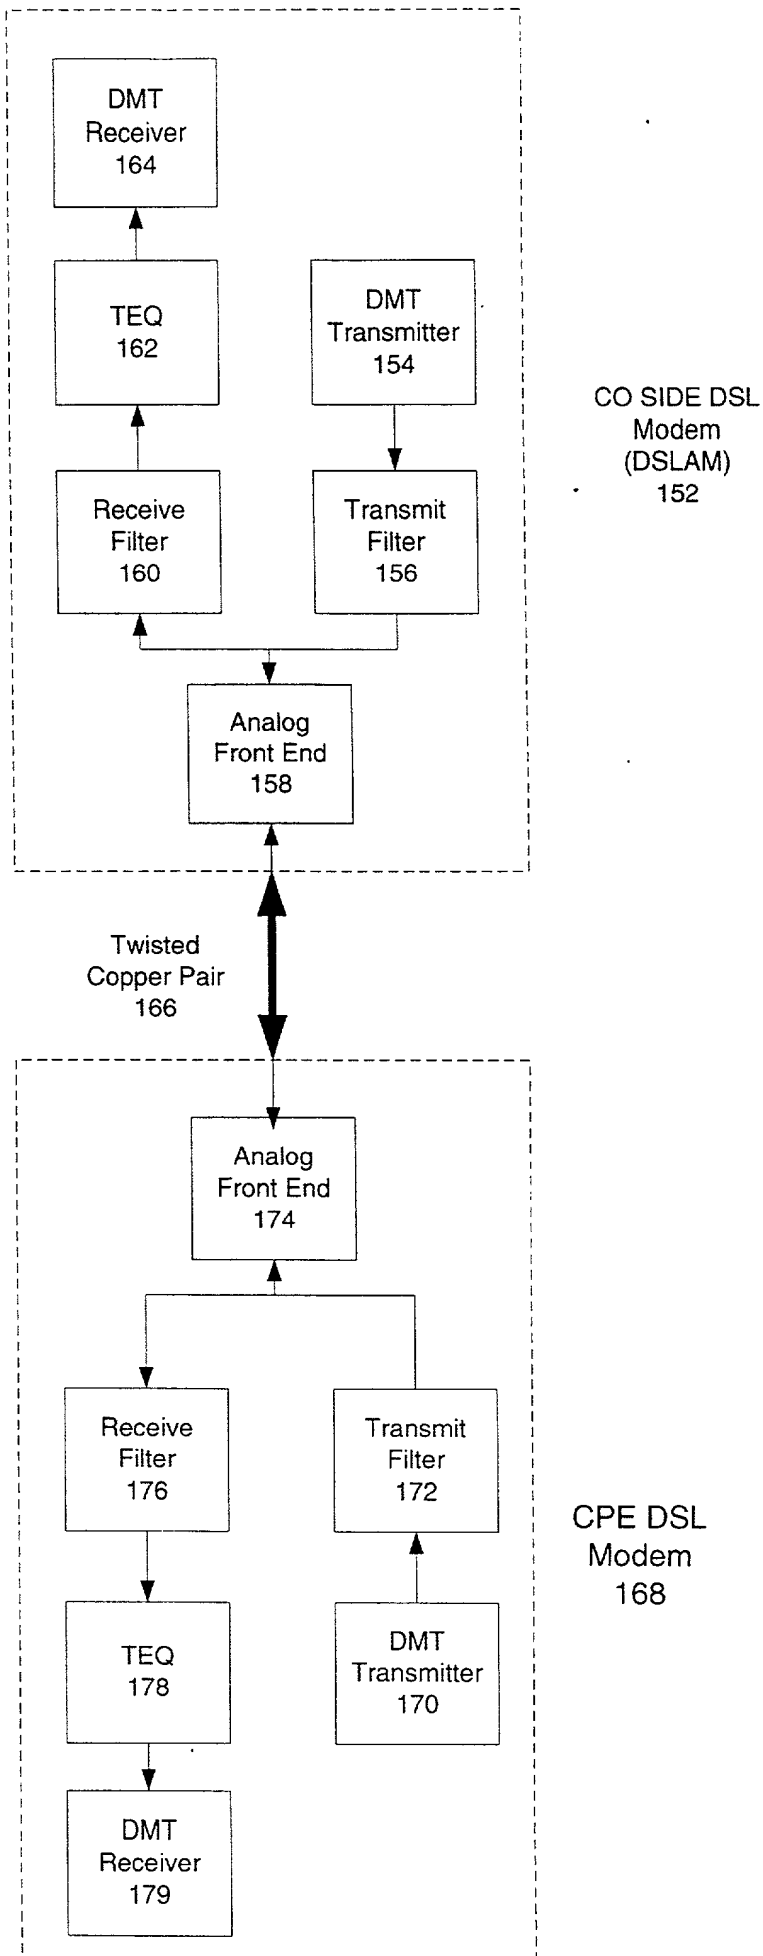 DMT
Receiver
164
TEQ
162
DMT
Transmitter
154
CO SIDE DSL
Modem
(DSLAM)
152
Receive
Filter
160
Transmit
Filter
156
Analog
Front End
158
Twisted
Copper Pair
166
Analog
Front End
174
Receive
Filter
176
Transmit
Filter
172
CPE DSL
Modem
168
TEQ
178
DMT
Transmitter
170
DMT
Receiver
179